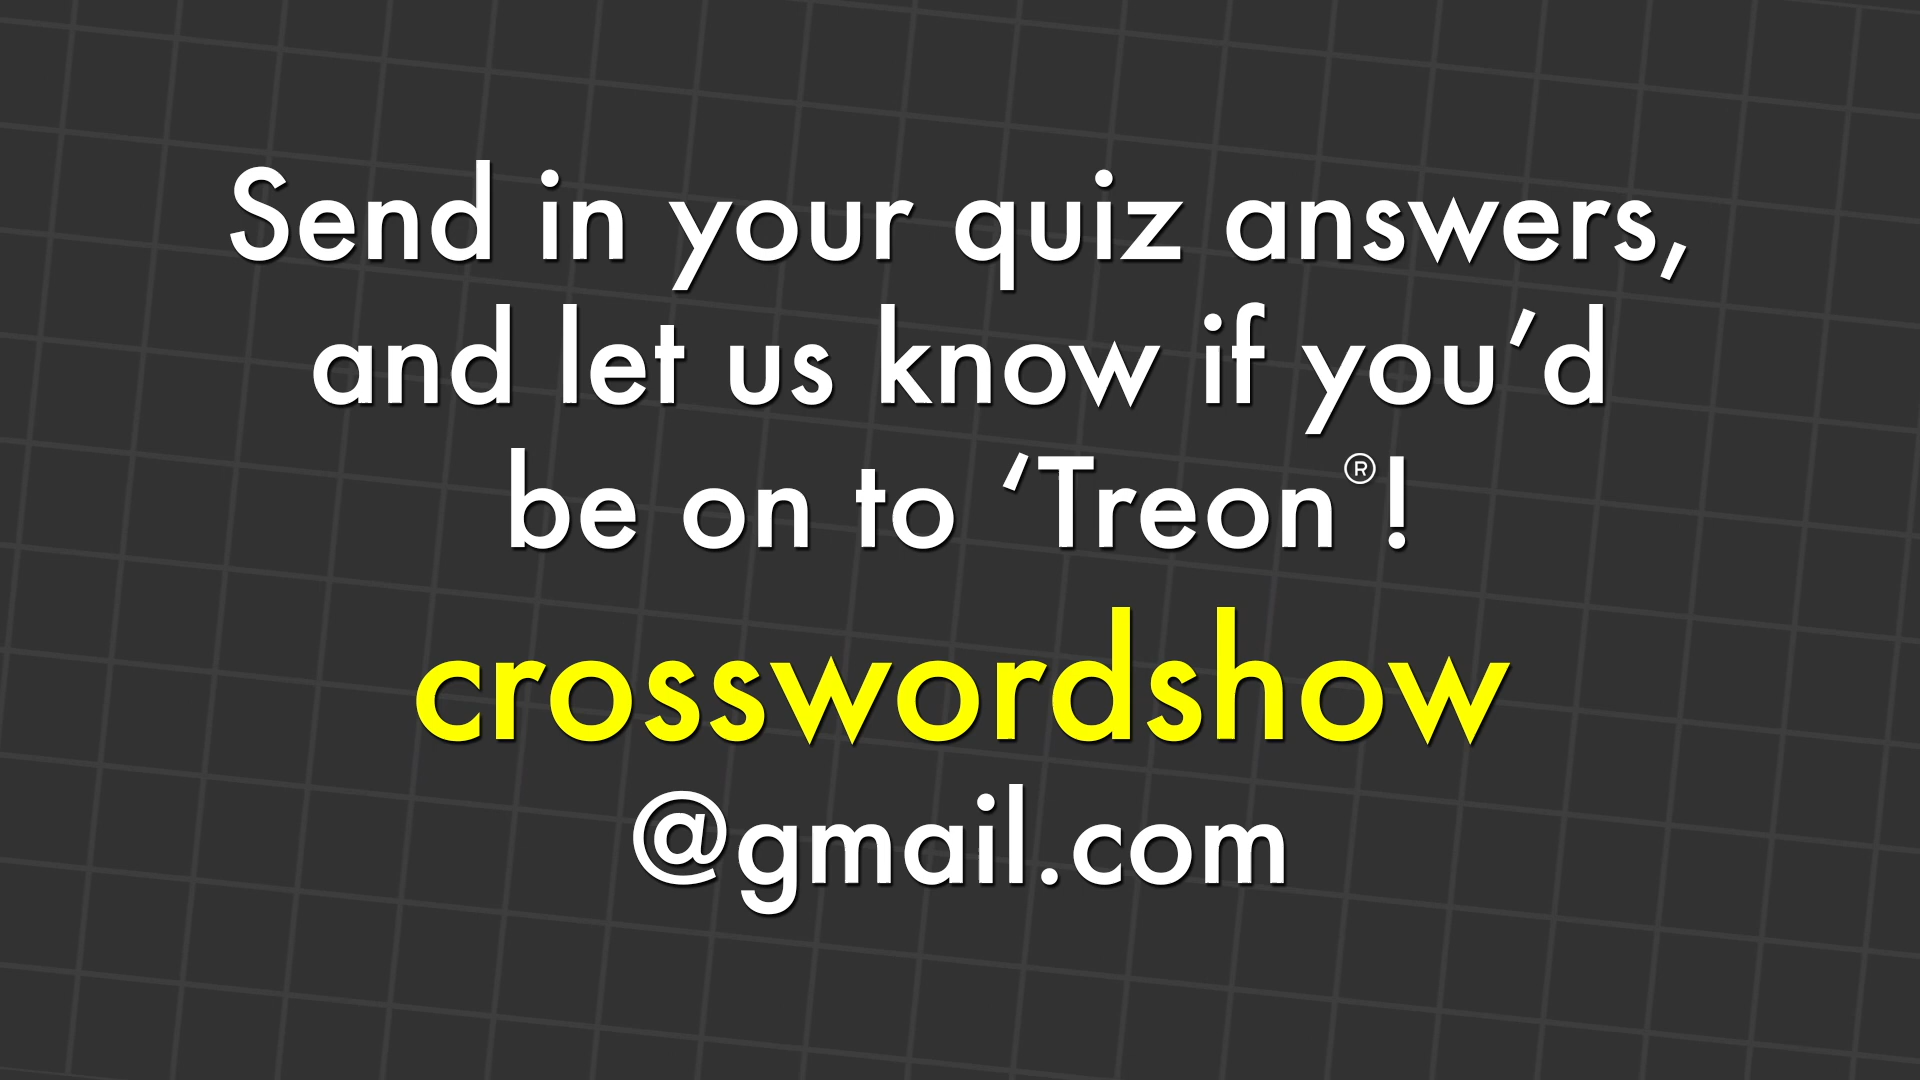 Send in your quiz answers,
and let us know if you’d
be on to ‘Treon®!
crosswordshow
@gmail.com